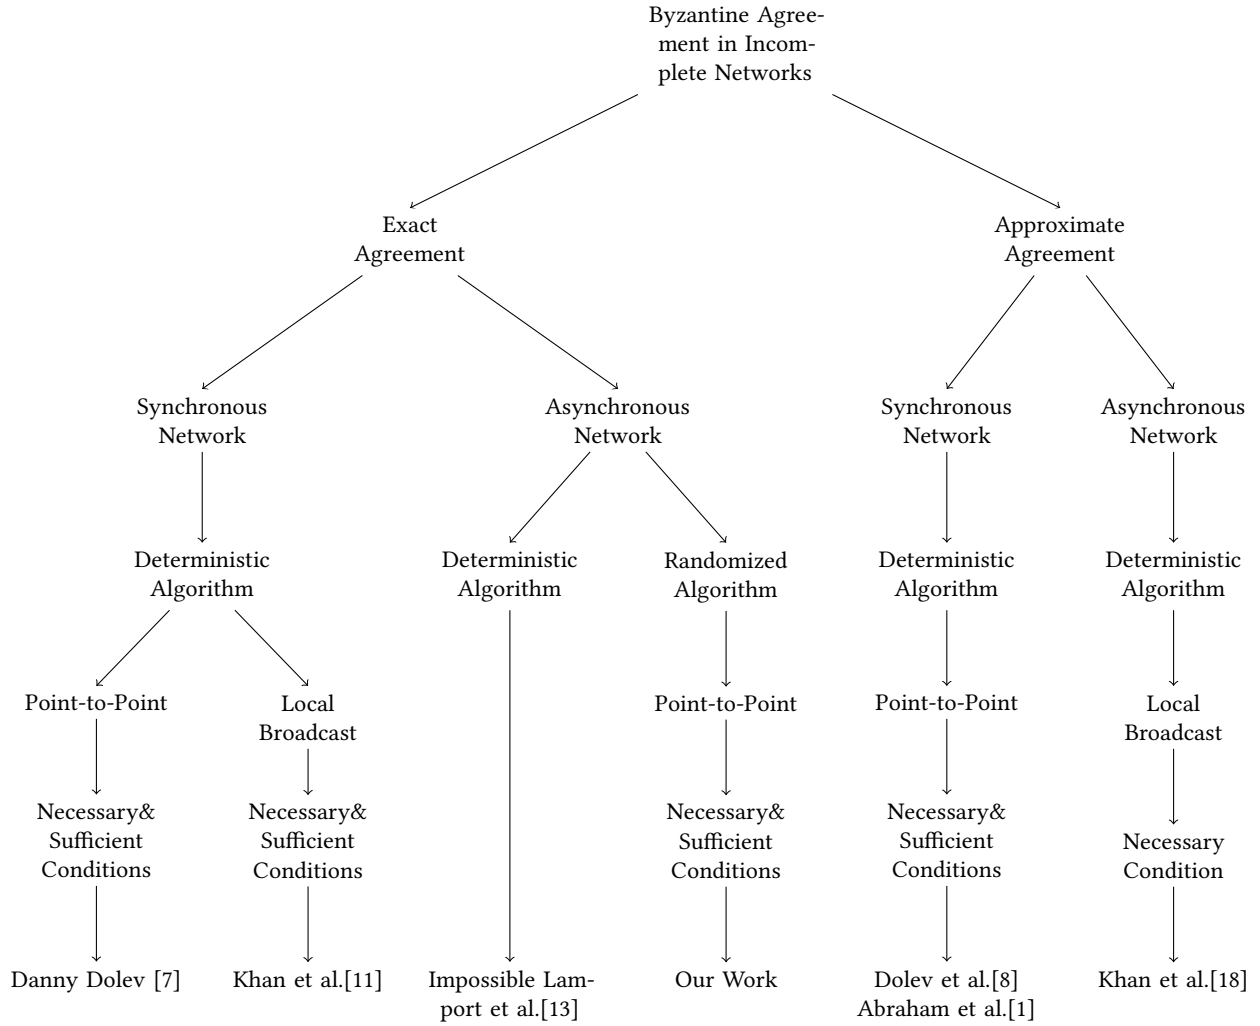 Byzantine Agree-
ment in Incom-
plete Networks
Exact
Agreement
Approximate
Agreement
Synchronous
Network
Asynchronous
Network
Synchronous
Network
Asynchronous
Network
Deterministic
Algorithm
Deterministic
Algorithm
Randomized
Algorithm
Deterministic
Algorithm
Deterministic
Algorithm
Point-to-Point
Local
Broadcast
Point-to-Point
Point-to-Point
Local
Broadcast
Necessary&
Sufficient
Conditions
Necessary&
Sufficient
Conditions
Necessary&
Sufficient
Conditions
Necessary&
Sufficient
Conditions
Necessary
Condition
Danny Dolev [7]
Khan et al.[11]
Impossible Lam-
port et al.[13]
Our Work
Dolev et al.[8]
Abraham et al.[1]
Khan et al.[18]